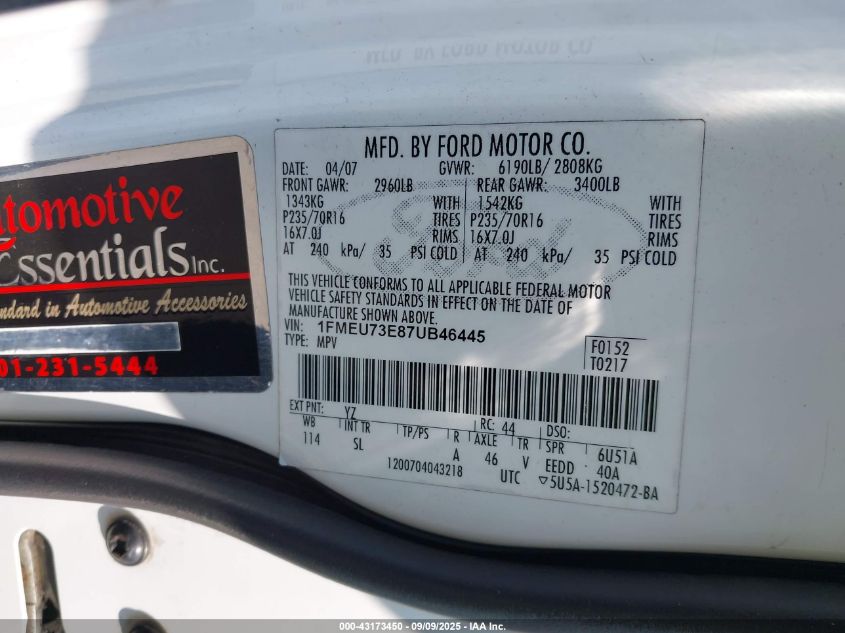 MFD. BY FORD MOTOR CO.
DATE: 04/07 GVWR: 6190LB/ 2808KG
FRONT GAWR: 2960LB REAR GAWR: 3400LB
1343KG WITH 1542KG WITH
P235/70R16 TIRES P235/70R16 TIRES
16X7.0J RIMS 16X7.0J RIMS
AT 240 kPa/ 35 PSI COLD AT 240 kPa/ 35 PSI COLD
Ford
THIS VEHICLE CONFORMS TO ALL APPLICABLE FEDERAL MOTOR
VEHICLE SAFETY STANDARDS IN EFFECT ON THE DATE OF
MANUFACTURE SHOWN ABOVE.
VIN: 1FMEU73E87UB46445
TYPE: MPV
F0152
T0217
EXT PNT: YZ RC: 44 DSO:
WB INT TR TP/PS R AXLE TR SPR 6U51A
114 SL A 46 V EEDD 40A
1200704043218 UTC ▽5U5A-1520472-BA
utomotive
Essentials Inc.
ndard in Automotive Accessories
01-231-5444
000-43173450 - 09/09/2025 - IAA Inc.